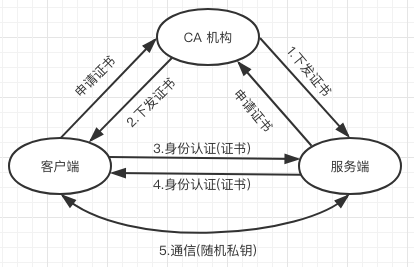 CA 机构
申请证书
2.下发证书
申请证书
1.下发证书
客户端
3.身份认证(证书)
4.身份认证(证书)
服务端
5.通信(随机私钥)